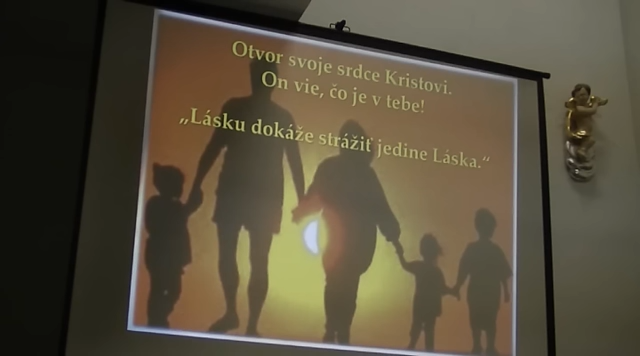 Otvor svoje srdce Kristovi.
On vie, čo je v tebe!
„Lásku dokáže strážiť jedine Láska.“